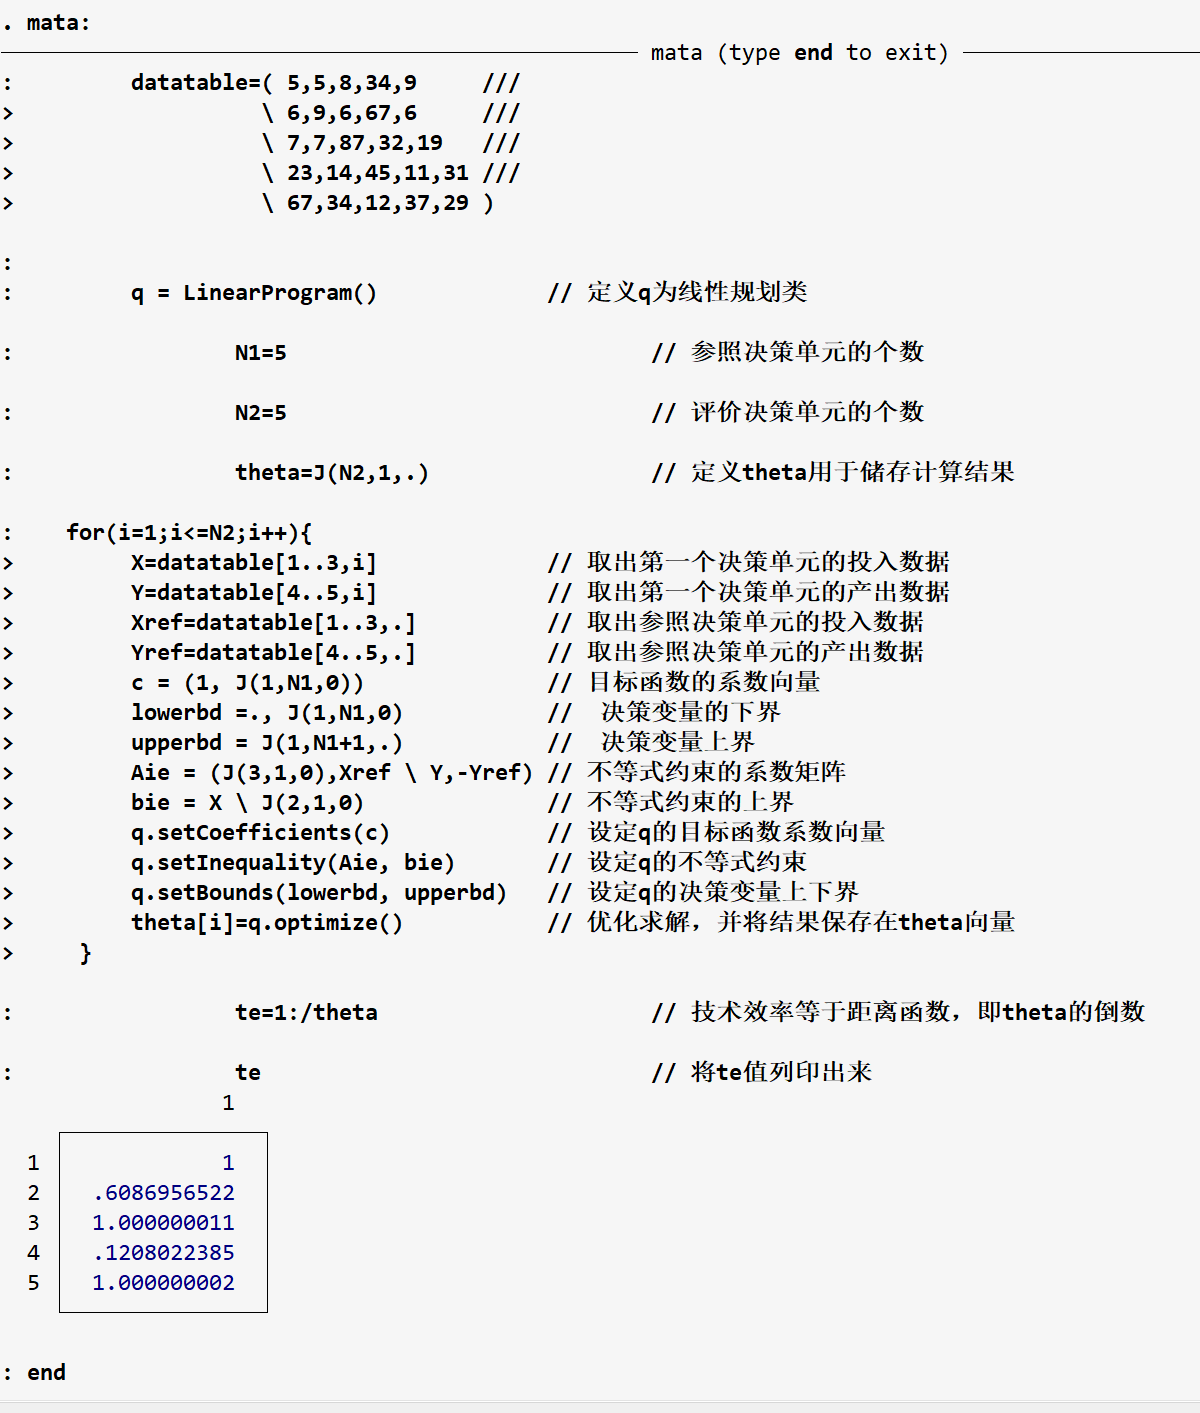 . mata:
mata (type end to exit)
: datatable=( 5,5,8,34,9 ///
> \ 6,9,6,67,6 ///
> \ 7,7,87,32,19 ///
> \ 23,14,45,11,31 ///
> \ 67,34,12,37,29 )
:
: q = LinearProgram() // 定义q为线性规划类
: N1=5 // 参照决策单元的个数
: N2=5 // 评价决策单元的个数
: theta=J(N2,1,.) // 定义theta用于储存计算结果
: for(i=1;i<=N2;i++){
> X=datatable[1..3,i] // 取出第一个决策单元的投入数据
> Y=datatable[4..5,i] // 取出第一个决策单元的产出数据
> Xref=datatable[1..3,.] // 取出参照决策单元的投入数据
> Yref=datatable[4..5,.] // 取出参照决策单元的产出数据
> c = (1, J(1,N1,0)) // 目标函数的系数向量
> lowerbd =., J(1,N1,0) // 决策变量的下界
> upperbd = J(1,N1+1,.) // 决策变量上界
> Aie = (J(3,1,0),Xref \ Y,-Yref) // 不等式约束的系数矩阵
> bie = X \ J(2,1,0) // 不等式约束的上界
> q.setCoefficients(c) // 设定q的目标函数系数向量
> q.setInequality(Aie, bie) // 设定q的不等式约束
> q.setBounds(lowerbd, upperbd) // 设定q的决策变量上下界
> theta[i]=q.optimize() // 优化求解，并将结果保存在theta向量
> }
: te=1:/theta // 技术效率等于距离函数，即theta的倒数
: te // 将te值列印出来
1
1 1
2 .6086956522
3 1.000000011
4 .1208022385
5 1.000000002
: end